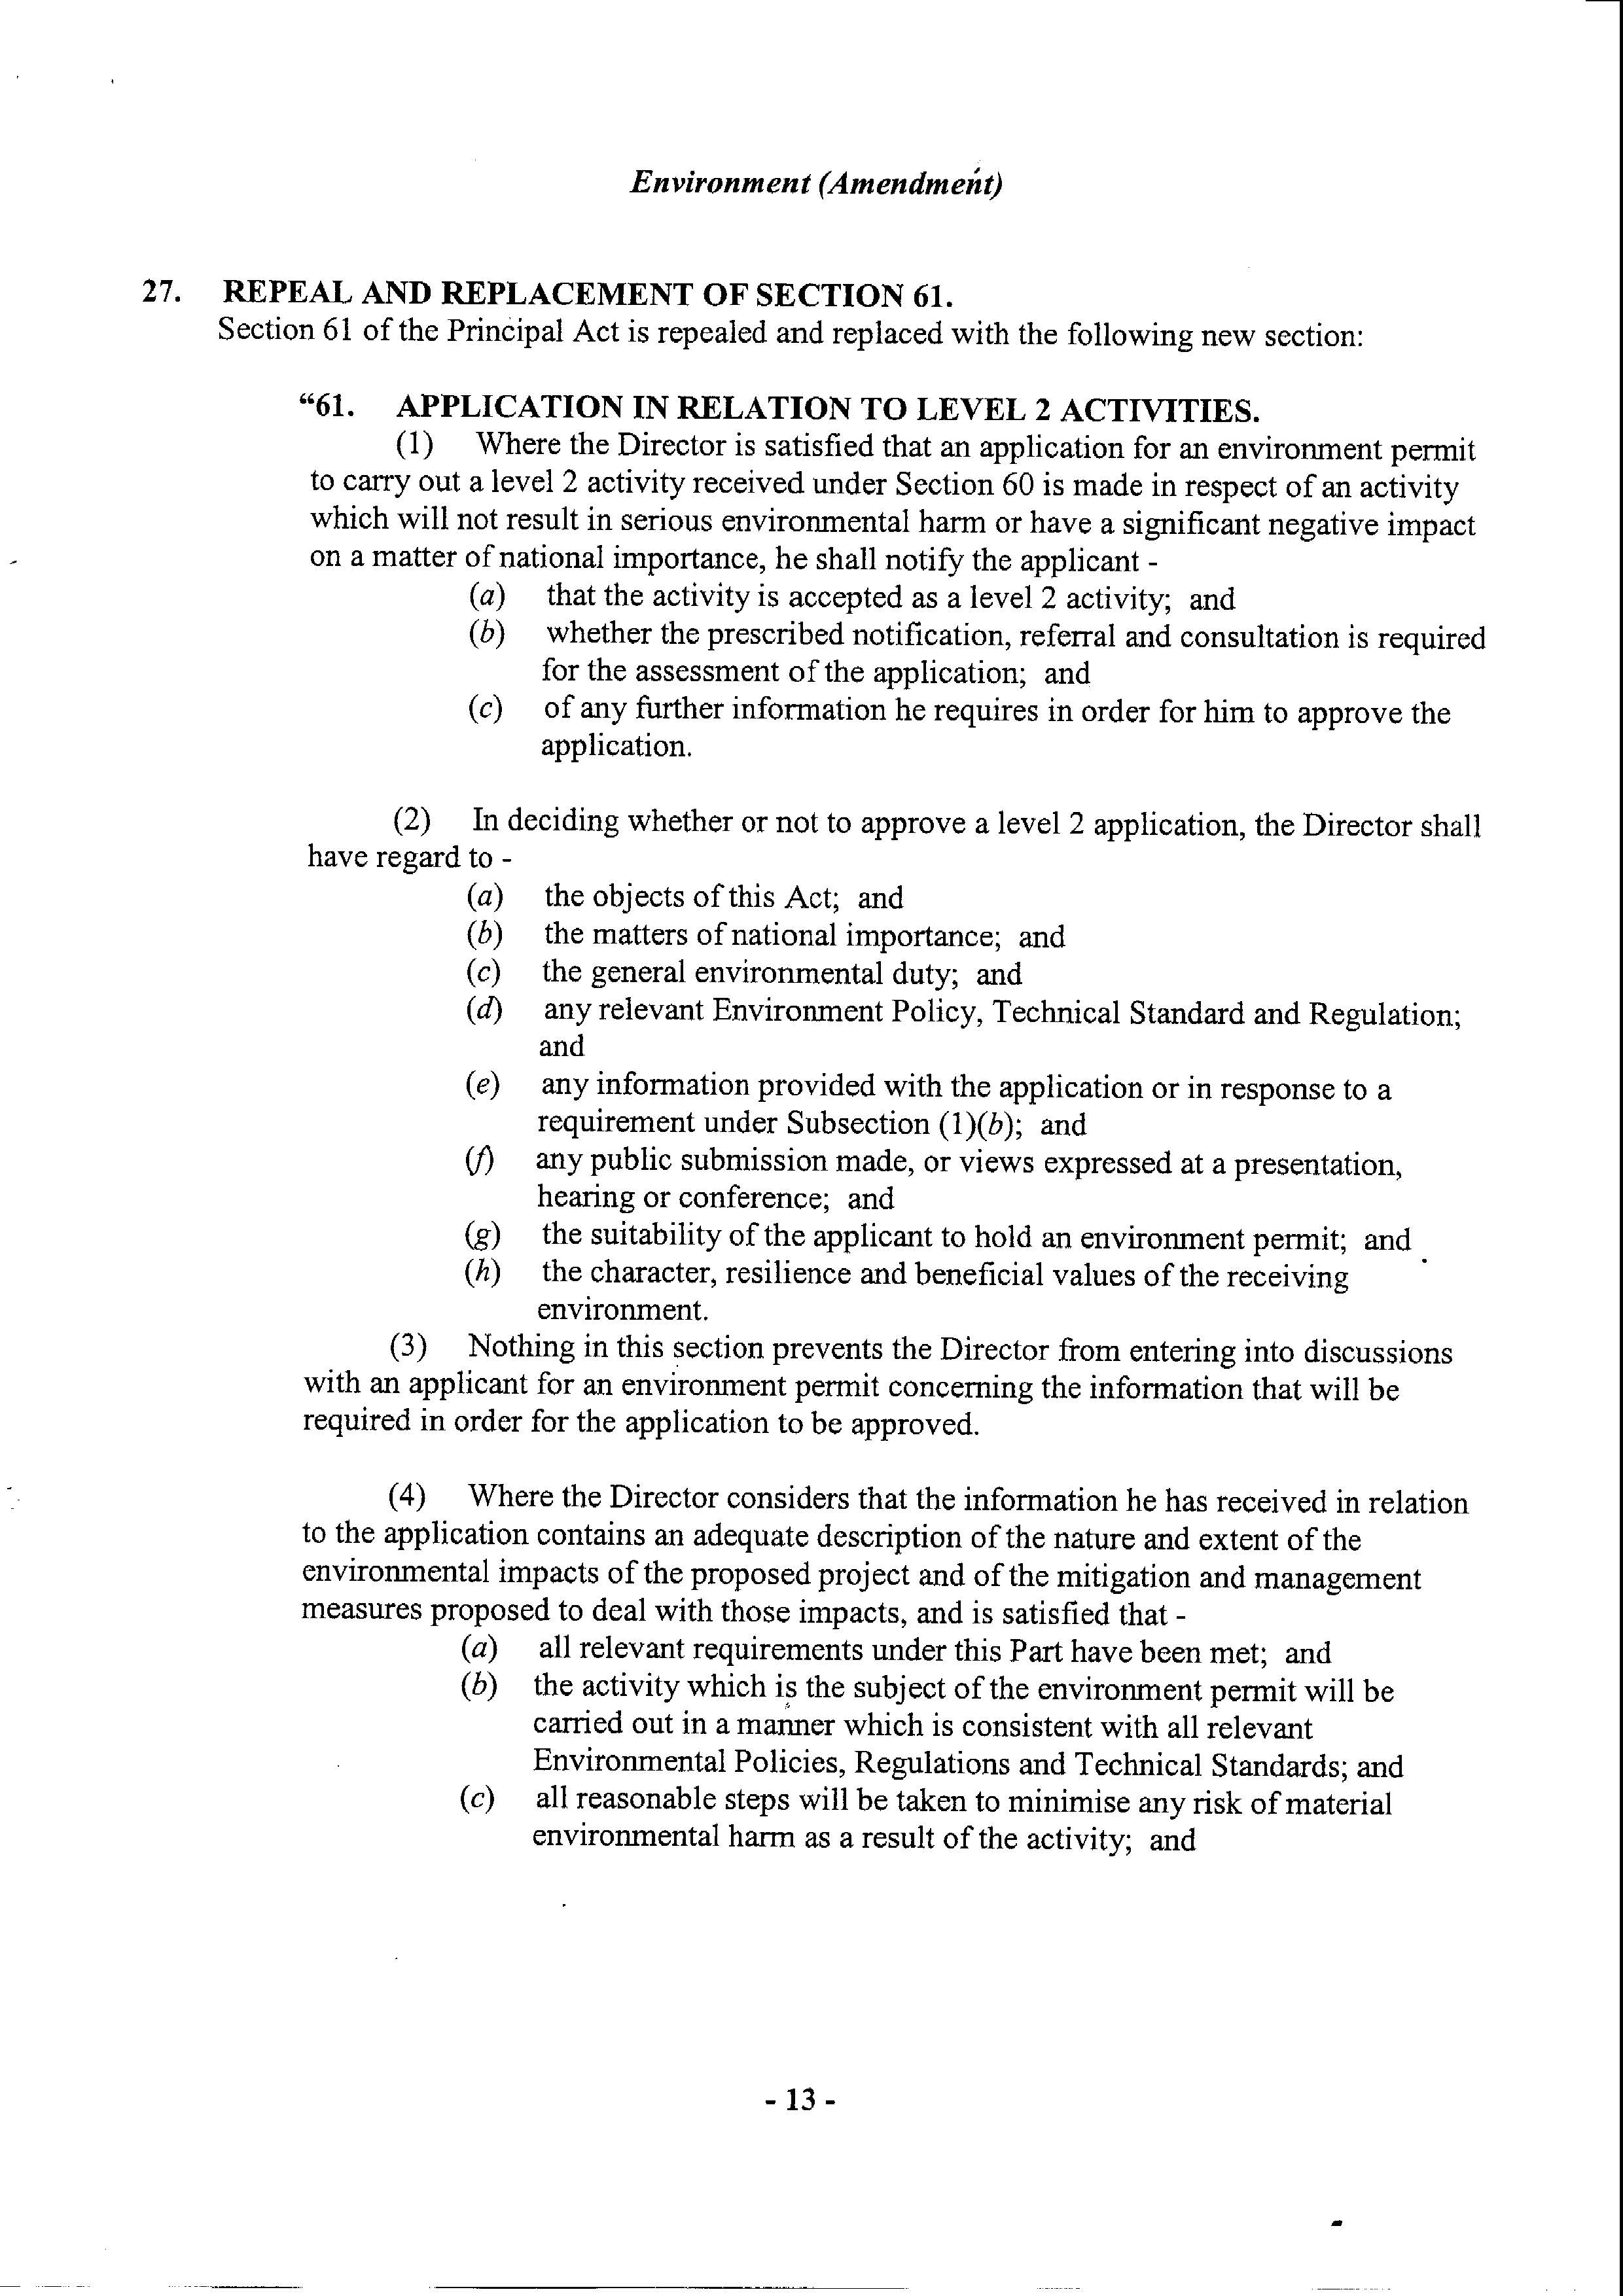 Environment (Amendment)
27. REPEAL AND REPLACEMENT OF SECTION 61.
Section 61 of the Principal Act is repealed and replaced with the following new section:
“61. APPLICATION IN RELATION TO LEVEL 2 ACTIVITIES.
(1) Where the Director is satisfied that an application for an environment permit
to carry out a level 2 activity received under Section 60 is made in respect of an activity
which will not result in serious environmental harm or have a significant negative impact
on a matter of national importance, he shall notify the applicant -
(a) that the activity is accepted as a level 2 activity; and
(b) whether the prescribed notification, referral and consultation is required
for the assessment of the application; and
(c) of any further information he requires in order for him to approve the
application.
(2) In deciding whether or not to approve a level 2 application, the Director shall
have regard to -
(a) the objects of this Act; and
(b) the matters of national importance; and
(c) the general environmental duty; and
(d) any relevant Environment Policy, Technical Standard and Regulation;
and
(e) any information provided with the application or in response to a
requirement under Subsection (1)(b); and
(f) any public submission made, or views expressed at a presentation,
hearing or conference; and
(g) the suitability of the applicant to hold an environment permit; and
(h) the character, resilience and beneficial values of the receiving
environment.
(3) Nothing in this section prevents the Director from entering into discussions
with an applicant for an environment permit concerning the information that will be
required in order for the application to be approved.
(4) Where the Director considers that the information he has received in relation
to the application contains an adequate description of the nature and extent of the
environmental impacts of the proposed project and of the mitigation and management
measures proposed to deal with those impacts, and is satisfied that -
(a) all relevant requirements under this Part have been met; and
(b) the activity which is the subject of the environment permit will be
carried out in a manner which is consistent with all relevant
Environmental Policies, Regulations and Technical Standards; and
(c) all reasonable steps will be taken to minimise any risk of material
environmental harm as a result of the activity; and
- 13 -